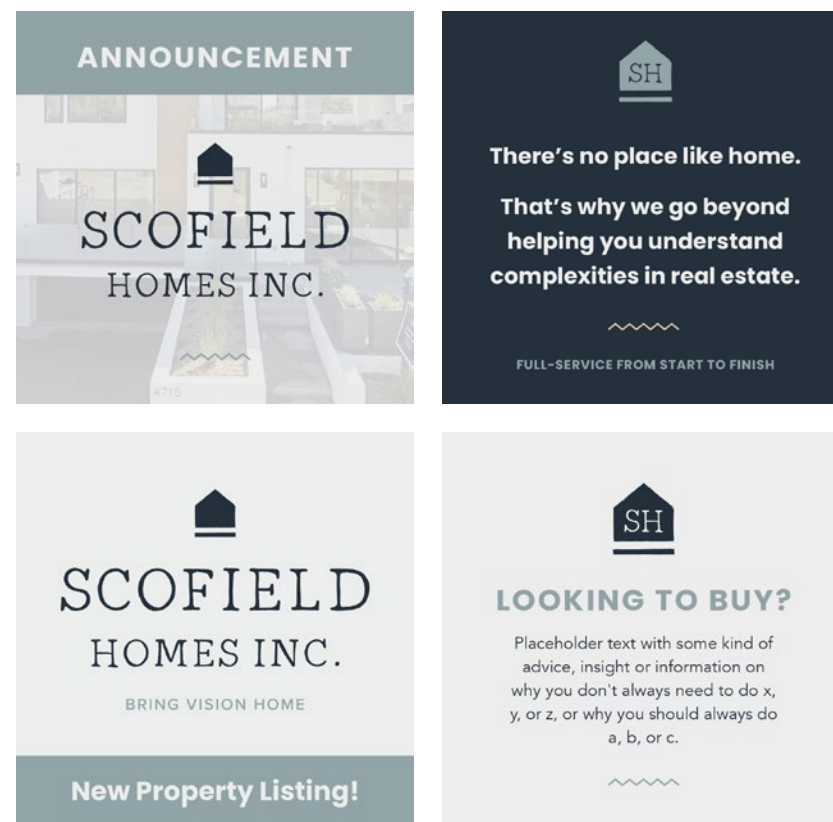 ANNOUNCEMENT
SCOFIELD
HOMES INC.
4715
SH
There's no place like home.
That's why we go beyond
helping you understand
complexities in real estate.
FULL-SERVICE FROM START TO FINISH
SCOFIELD
HOMES INC.
BRING VISION HOME
New Property Listing!
SH
LOOKING TO BUY?
Placeholder text with some kind of
advice, insight or information on
why you don't always need to do x,
y, or z, or why you should always do
a, b, or c.